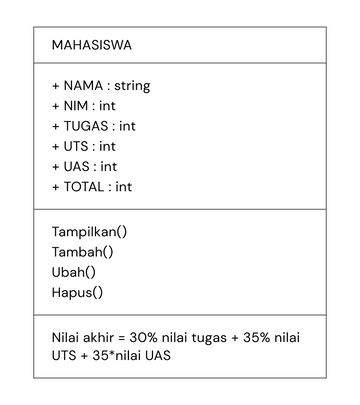 MAHASISWA
+ NAMA : string
+ NIM : int
+ TUGAS : int
+ UTS : int
+ UAS : int
+ TOTAL : int
Tampilkan()
Tambah()
Ubah()
Hapus()
Nilai akhir = 30% nilai tugas + 35% nilai
UTS + 35*nilai UAS